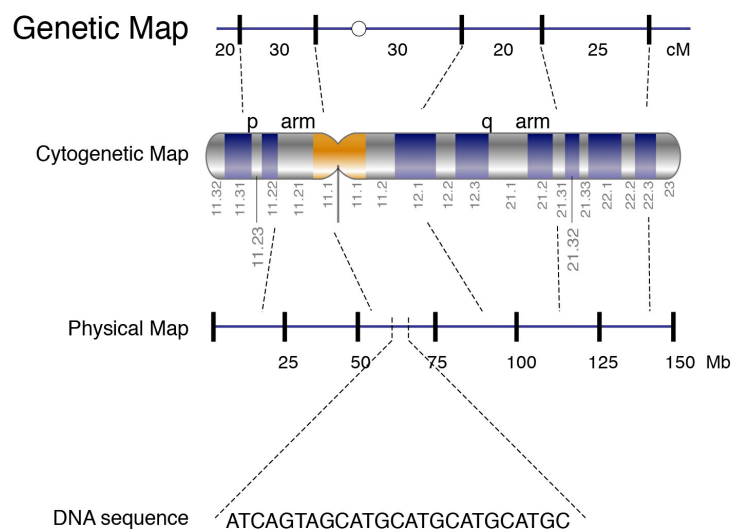 Genetic Map
20 30 30 20 25 cM
p arm q arm
Cytogenetic Map
11.32 11.31 11.23 11.22 11.21 11.1 11.1 11.2 12.1 12.2 12.3 21.1 21.2 21.31 21.32 21.33 22.1 22.2 22.3 23
Physical Map
25 50 75 100 125 150 Mb
DNA sequence ATCAGTAGCATGCATGCATGCATGC